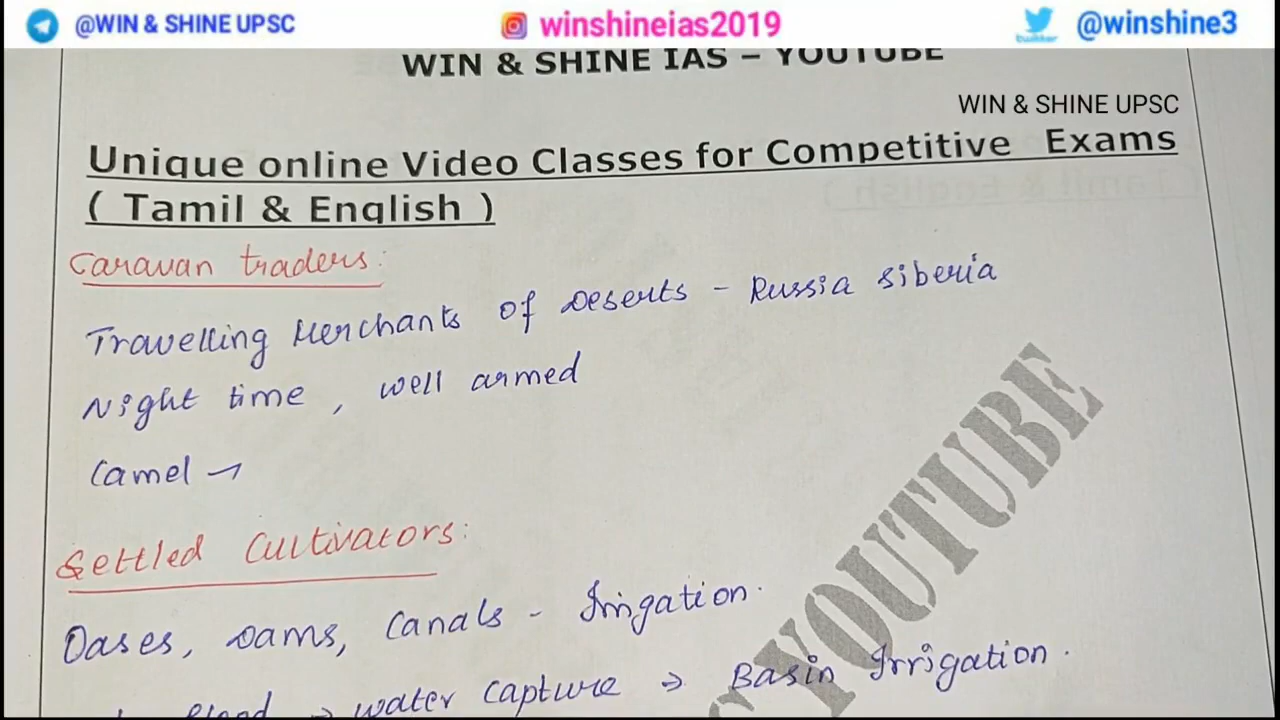 @WIN & SHINE UPSC winshineias2019 @winshine3
twitter
WIN & SHINE IAS – YOUTUBE
WIN & SHINE UPSC
Unique online Video Classes for Competitive Exams
( Tamil & English )
Caravan traders:
Travelling Merchants of Deserts - Russia Siberia
Night time, well armed
Camel →
Settled Cultivators:
Oases, Dams, Canals - Irrigation.
Flood → water capture → Basin Irrigation.
YOUTUBE